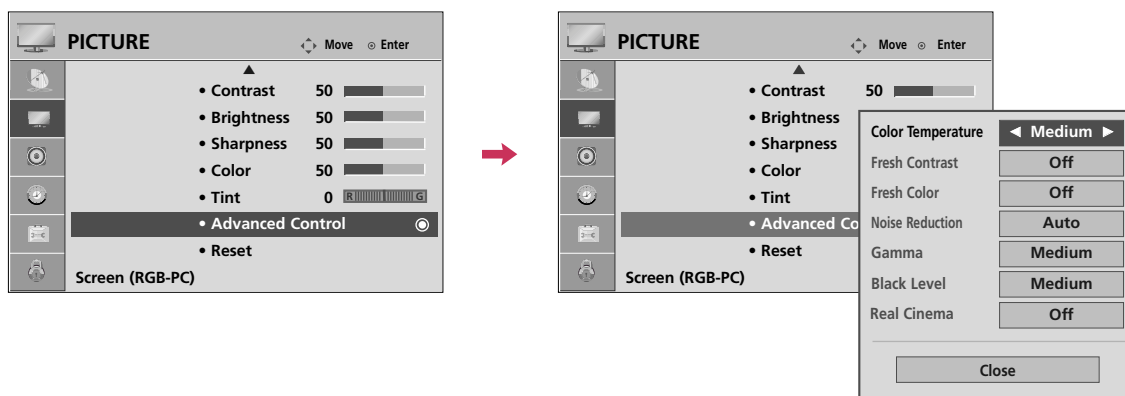 PICTURE Move Enter
• Contrast 50
• Brightness 50
• Sharpness 50
• Color 50
• Tint 0 R G
• Advanced Control
• Reset
Screen (RGB-PC)
PICTURE Move Enter
• Contrast 50
• Brightness
• Sharpness
• Color
• Tint
• Advanced Co
• Reset
Screen (RGB-PC)
Color Temperature ◀ Medium ▶
Fresh Contrast Off
Fresh Color Off
Noise Reduction Auto
Gamma Medium
Black Level Medium
Real Cinema Off
Close